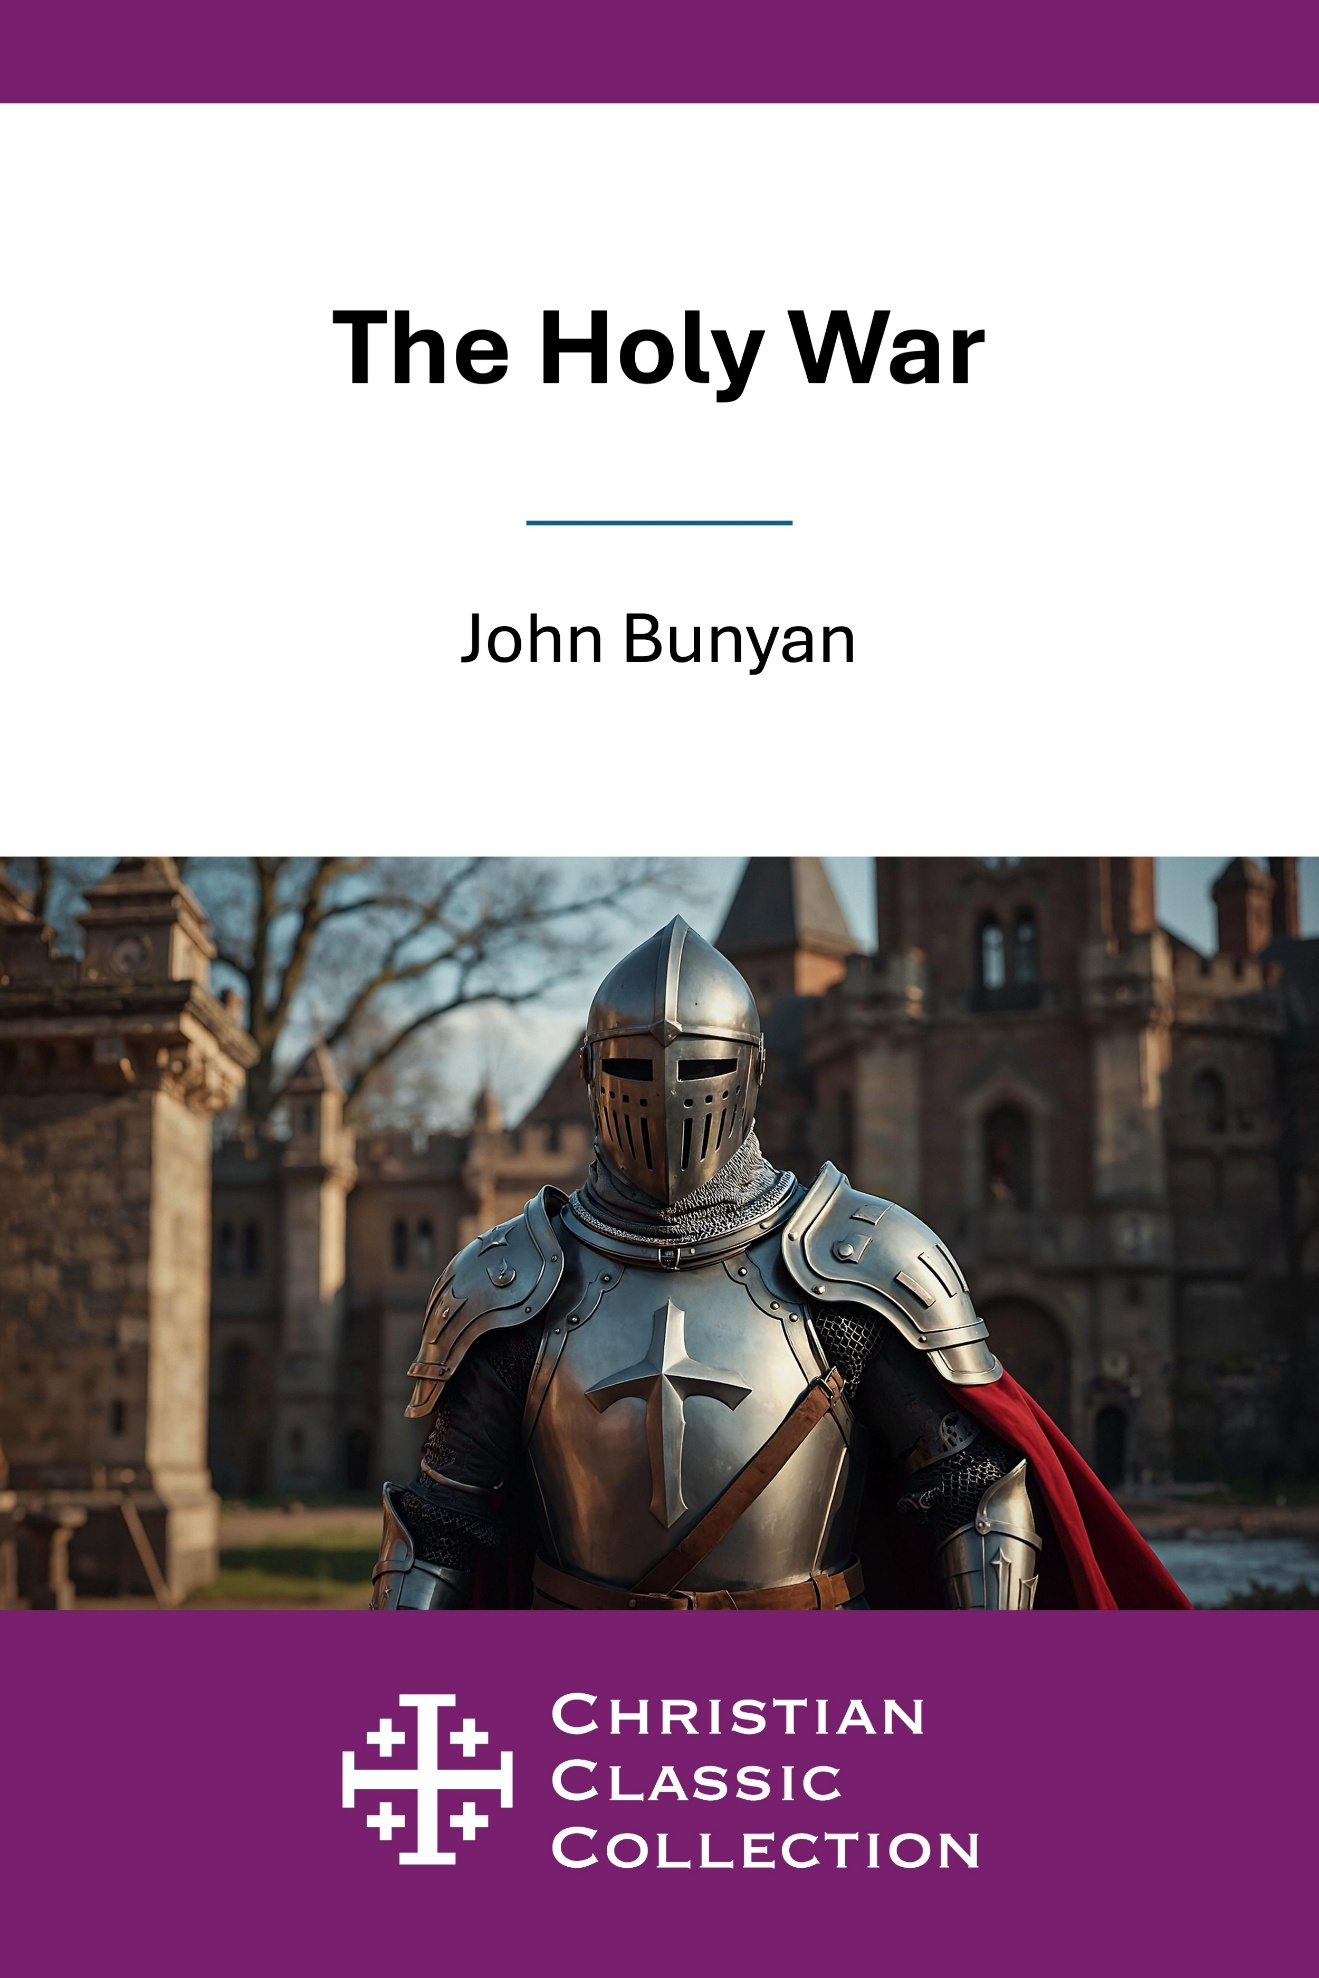 The Holy War
John Bunyan
CHRISTIAN
CLASSIC
COLLECTION